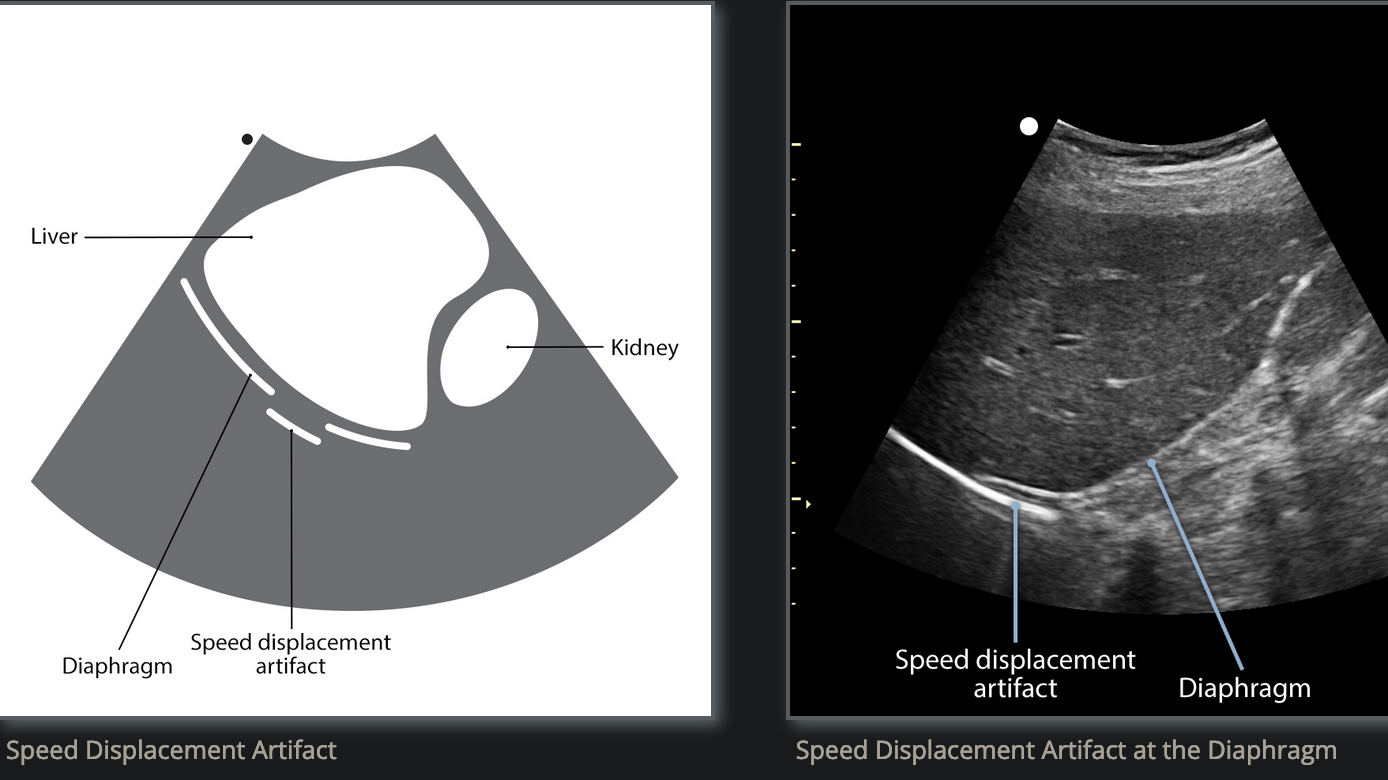 Liver
Kidney
Diaphragm
Speed displacement
artifact
Speed Displacement Artifact
Speed displacement
artifact
Diaphragm
Speed Displacement Artifact at the Diaphragm